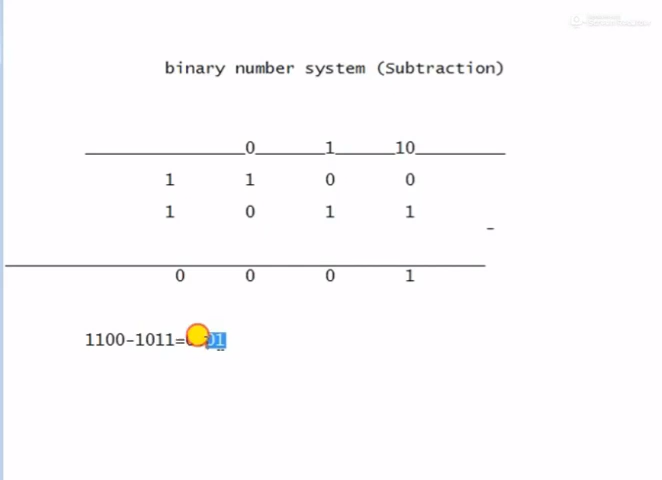 binary number system (Subtraction)
0 1 10
1 1 0 0
1 0 1 1
-
0 0 0 1
1100-1011= 01